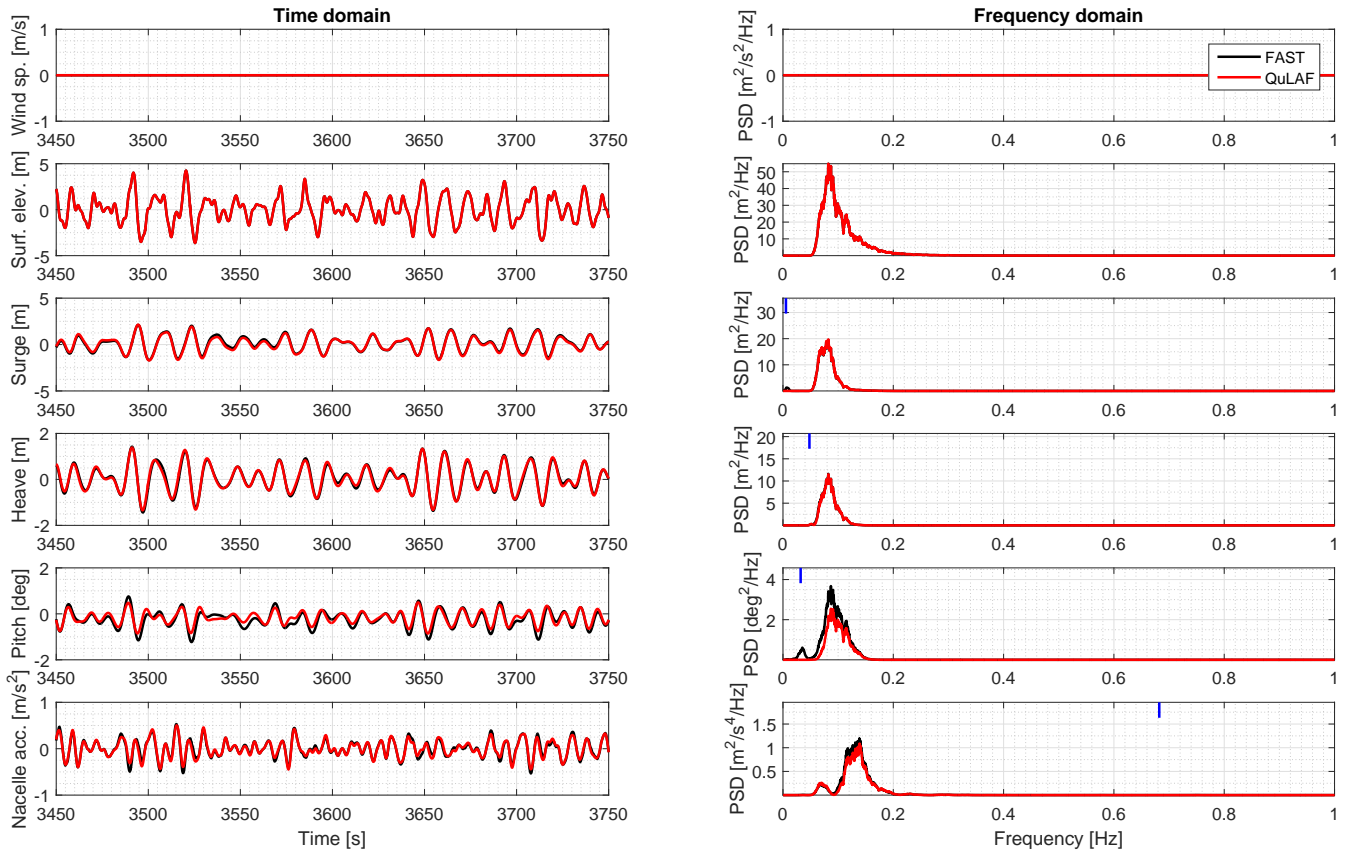 Time domain
Frequency domain
Wind sp. [m/s]
1
0
-1
3450 3500 3550 3600 3650 3700 3750
PSD [m²/s²/Hz]
1
0
-1
0 0.2 0.4 0.6 0.8 1
FAST
QuLAF
Surf. elev. [m]
5
0
-5
3450 3500 3550 3600 3650 3700 3750
PSD [m²/Hz]
50
40
30
20
10
0 0.2 0.4 0.6 0.8 1
Surge [m]
5
0
-5
3450 3500 3550 3600 3650 3700 3750
PSD [m²/Hz]
30
20
10
0 0.2 0.4 0.6 0.8 1
Heave [m]
2
0
-2
3450 3500 3550 3600 3650 3700 3750
PSD [m²/Hz]
20
15
10
5
0 0.2 0.4 0.6 0.8 1
Pitch [deg]
2
0
-2
3450 3500 3550 3600 3650 3700 3750
PSD [deg²/Hz]
4
2
0 0.2 0.4 0.6 0.8 1
Nacelle acc. [m/s²]
1
0
-1
3450 3500 3550 3600 3650 3700 3750
Time [s]
PSD [m²/s⁴/Hz]
1.5
1
0.5
0 0.2 0.4 0.6 0.8 1
Frequency [Hz]